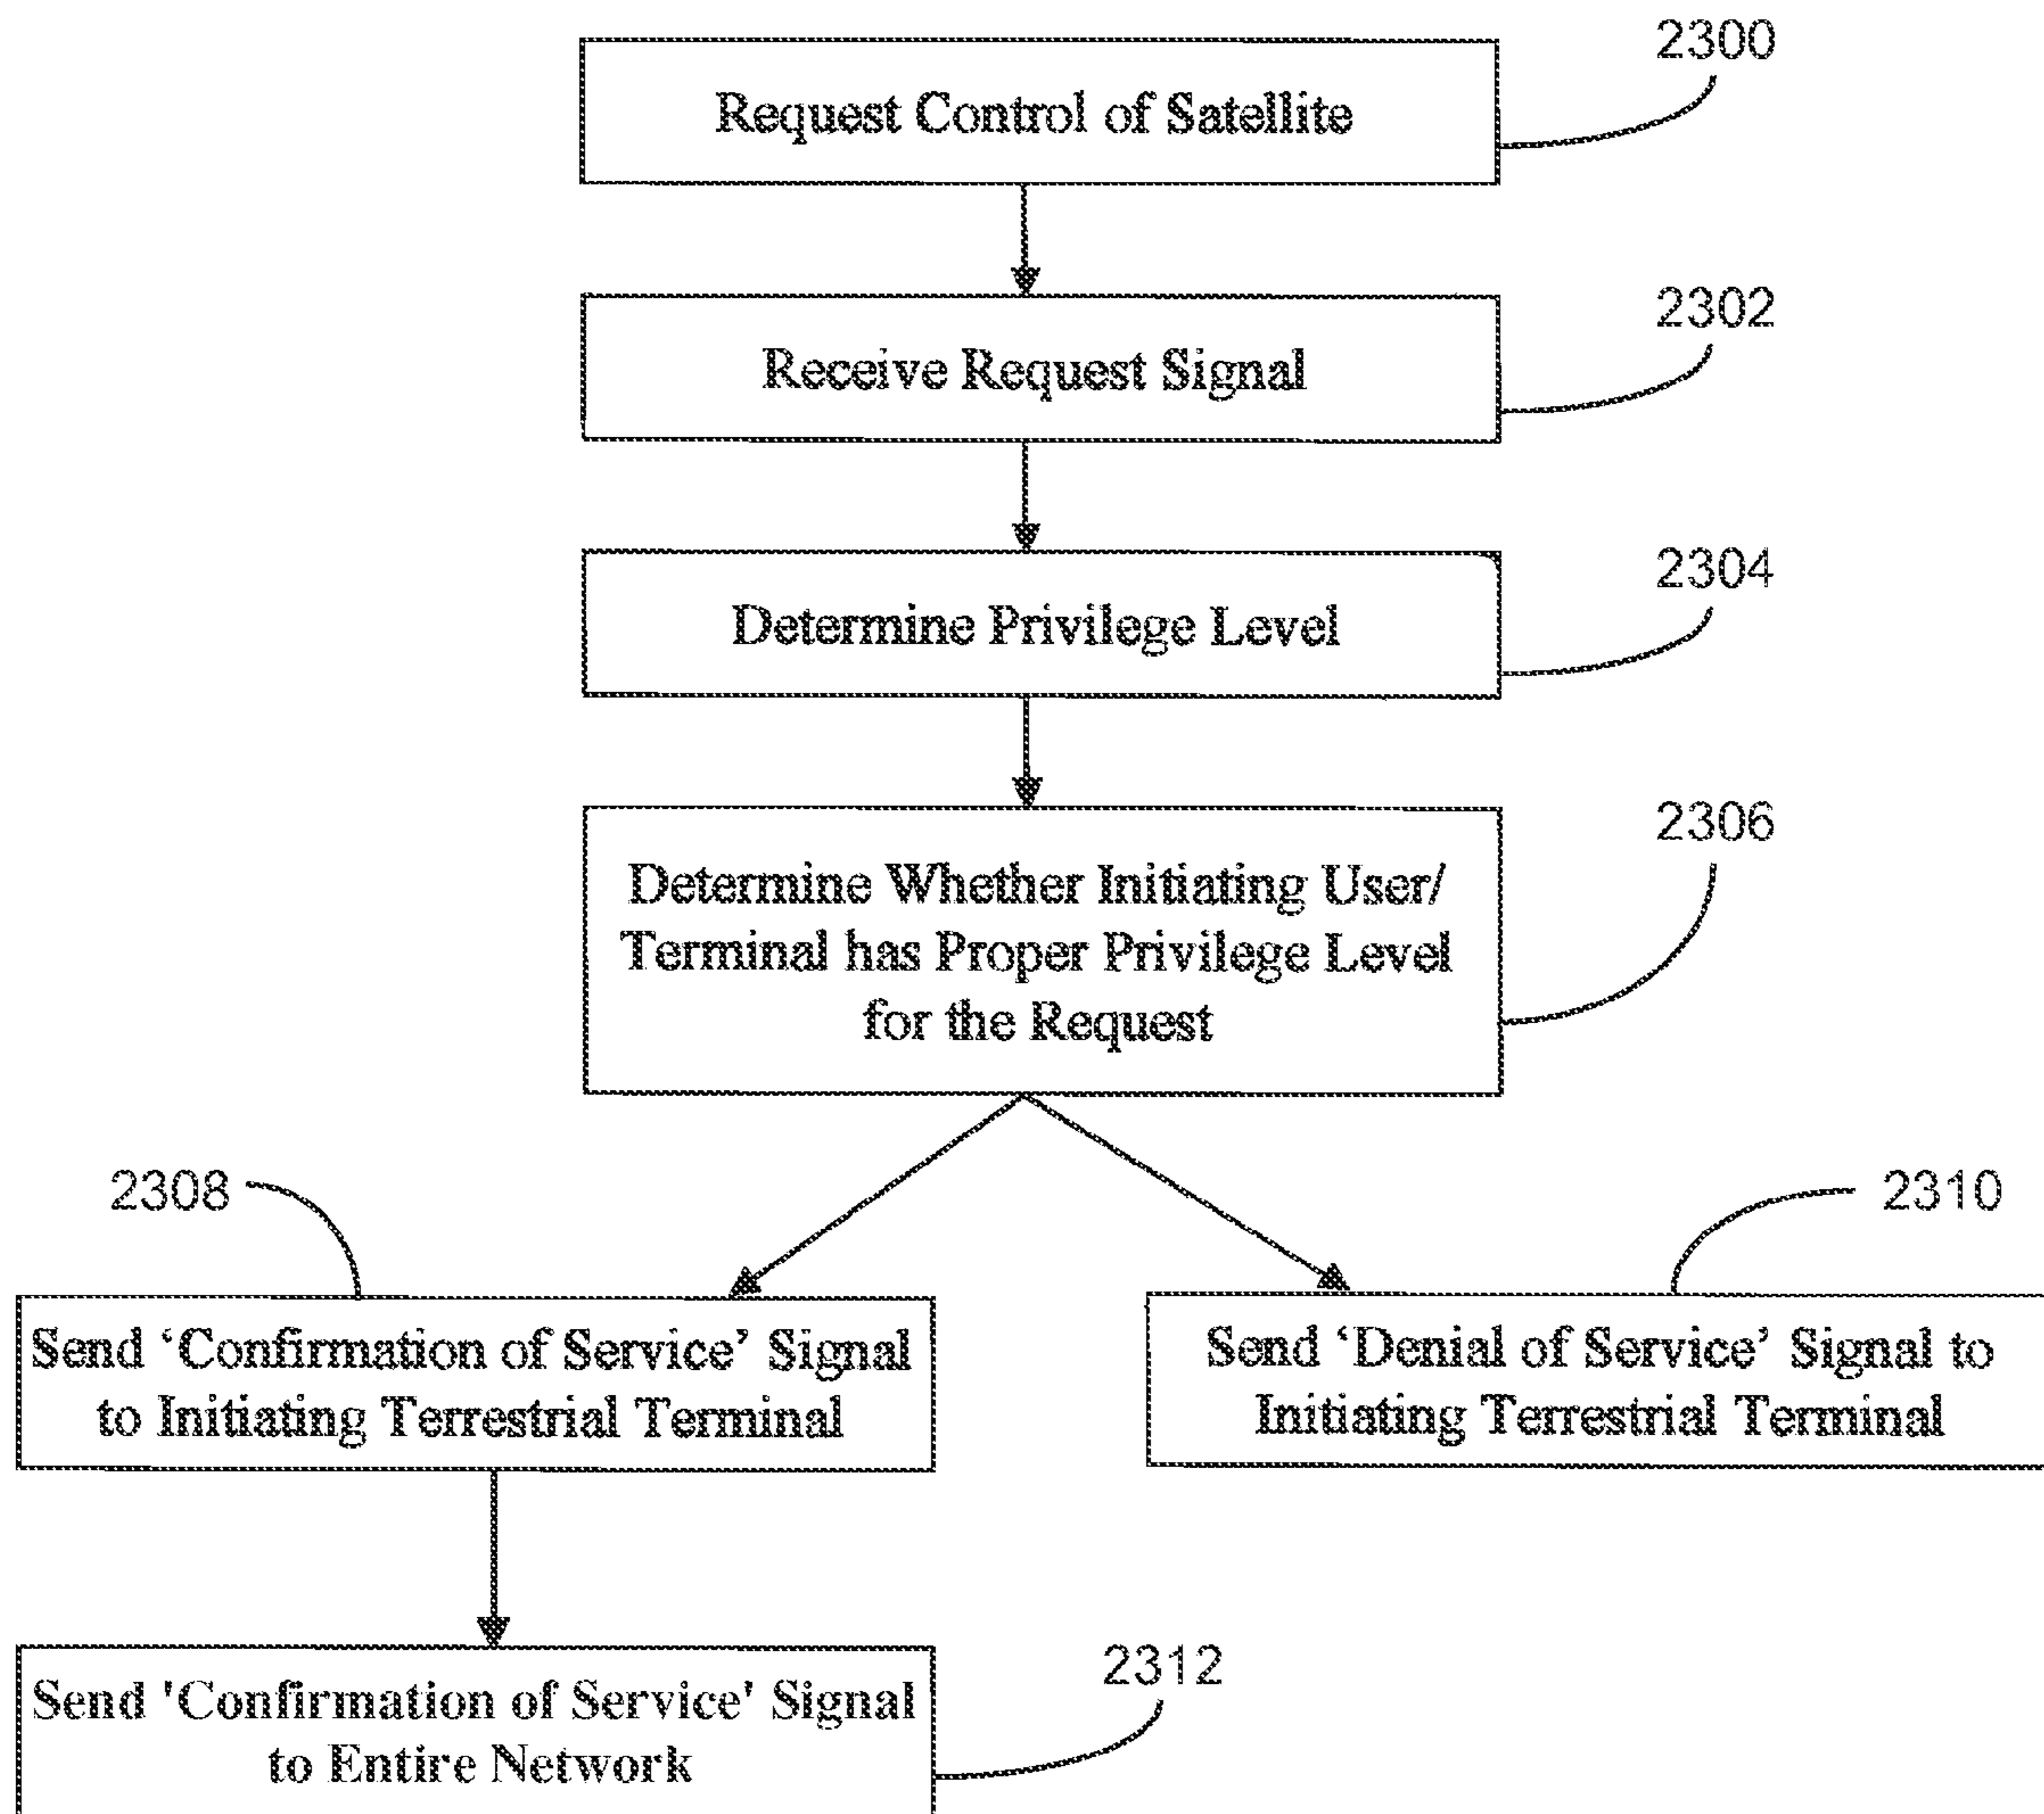 2300
Request Control of Satellite
2302
Receive Request Signal
2304
Determine Privilege Level
2306
Determine Whether Initiating User/
Terminal has Proper Privilege Level
for the Request
2308
2310
Send ‘Confirmation of Service’ Signal
to Initiating Terrestrial Terminal
Send ‘Denial of Service’ Signal to
Initiating Terrestrial Terminal
2312
Send 'Confirmation of Service' Signal
to Entire Network